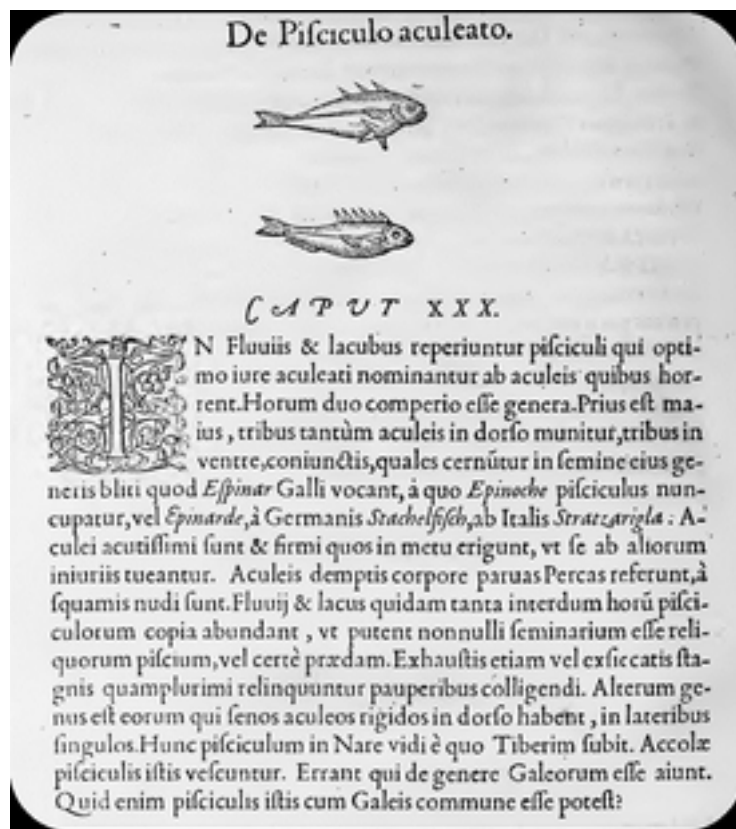 De Piſciculo aculeato.
CAPUT XXX.
IN Fluuiis & lacubus reperiuntur piſciculi qui opti-
mo iure aculeati nominantur ab aculeis quibus hor-
rent.Horum duo comperio eſſe genera.Prius eſt ma-
ius, tribus tantùm aculeis in dorſo munitur,tribus in
ventre,coniunctis,quales cernūtur in ſemine eius ge-
neris bliti quod Eſpinar Galli vocant, à quo Epinoche piſciculus nun-
cupatur,vel Epinarde,à Germanis Stachelfiſch,ab Italis Stratzarigla: A-
culei acutiſſimi ſunt & firmi quos in metu erigunt, vt ſe ab aliorum
iniuriis tueantur. Aculeis demptis corpore paruas Percas referunt,à
ſquamis nudi ſunt.Fluuij & lacus quidam tanta interdum horū piſci-
culorum copia abundant, vt putent nonnulli ſeminarium eſſe reli-
quorum piſcium,vel certè prædam.Exhauſtis etiam vel exſiccatis ſta-
gnis quamplurimi relinquuntur pauperibus colligendi. Alterum ge-
nus eſt eorum qui ſenos aculeos rigidos in dorſo habent, in lateribus
ſingulos.Hunc piſciculum in Nare vidi è quo Tiberim ſubit. Accolæ
piſciculis iſtis veſcuntur. Errant qui de genere Galeorum eſſe aiunt.
Quid enim piſciculis iſtis cum Galeis commune eſſe poteſt?